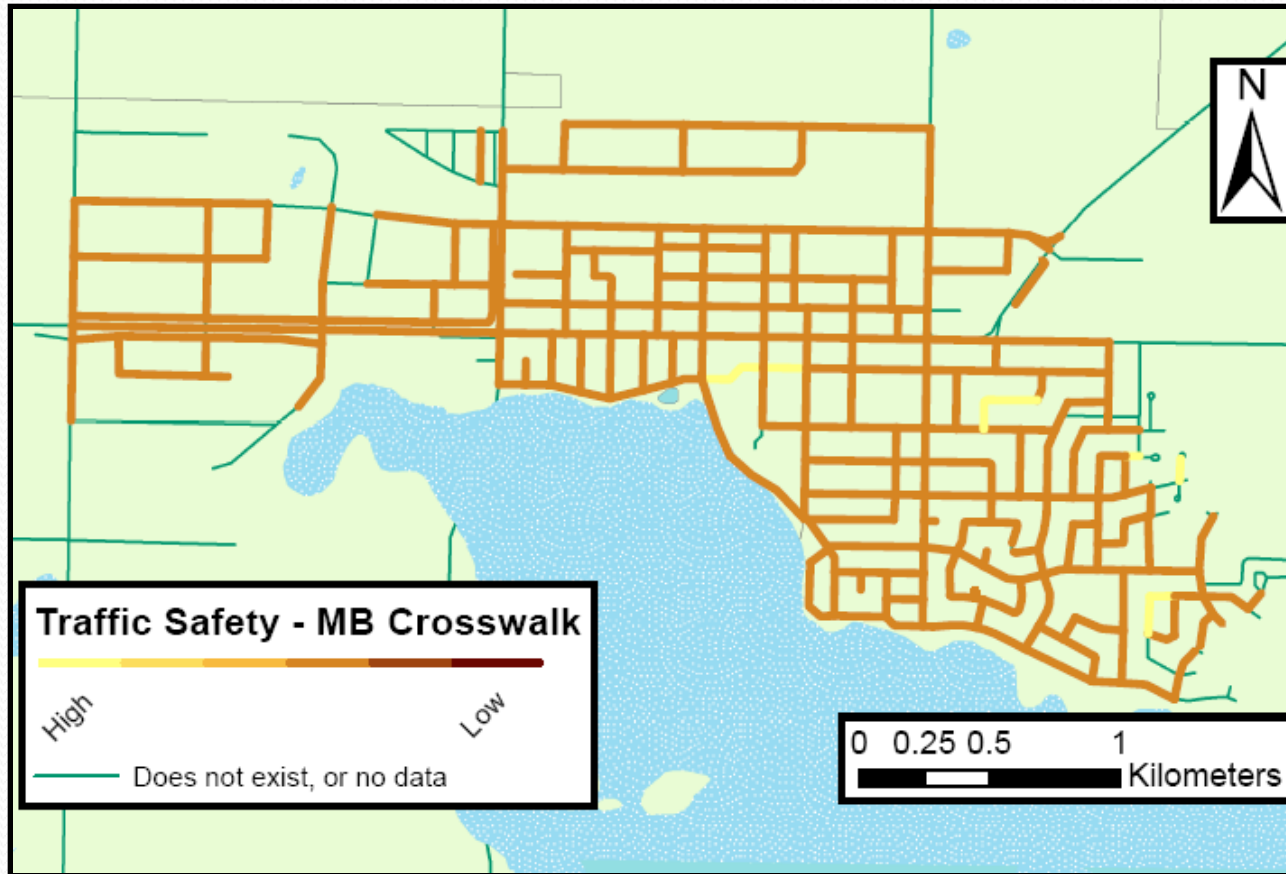 N
Traffic Safety - MB Crosswalk
High
Low
Does not exist, or no data
0 0.25 0.5 1
Kilometers